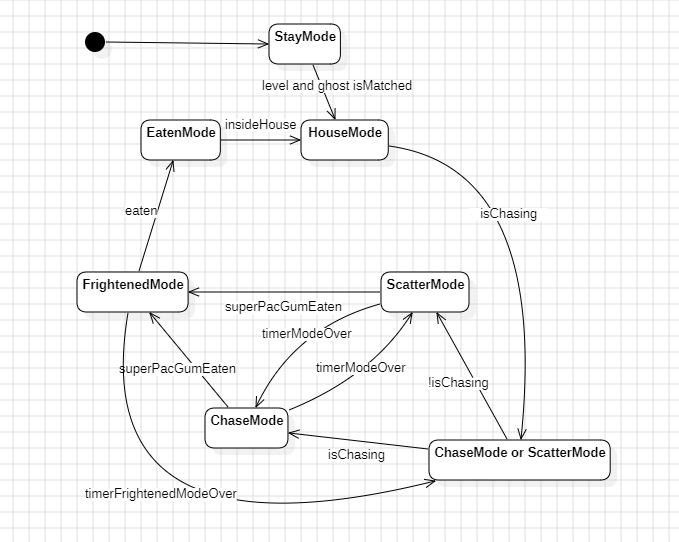 StayMode
level and ghost isMatched
EatenMode
insideHouse
HouseMode
eaten
isChasing
FrightenedMode
ScatterMode
superPacGumEaten
timerModeOver
superPacGumEaten
timerModeOver
!isChasing
ChaseMode
isChasing
ChaseMode or ScatterMode
timerFrightenedModeOver